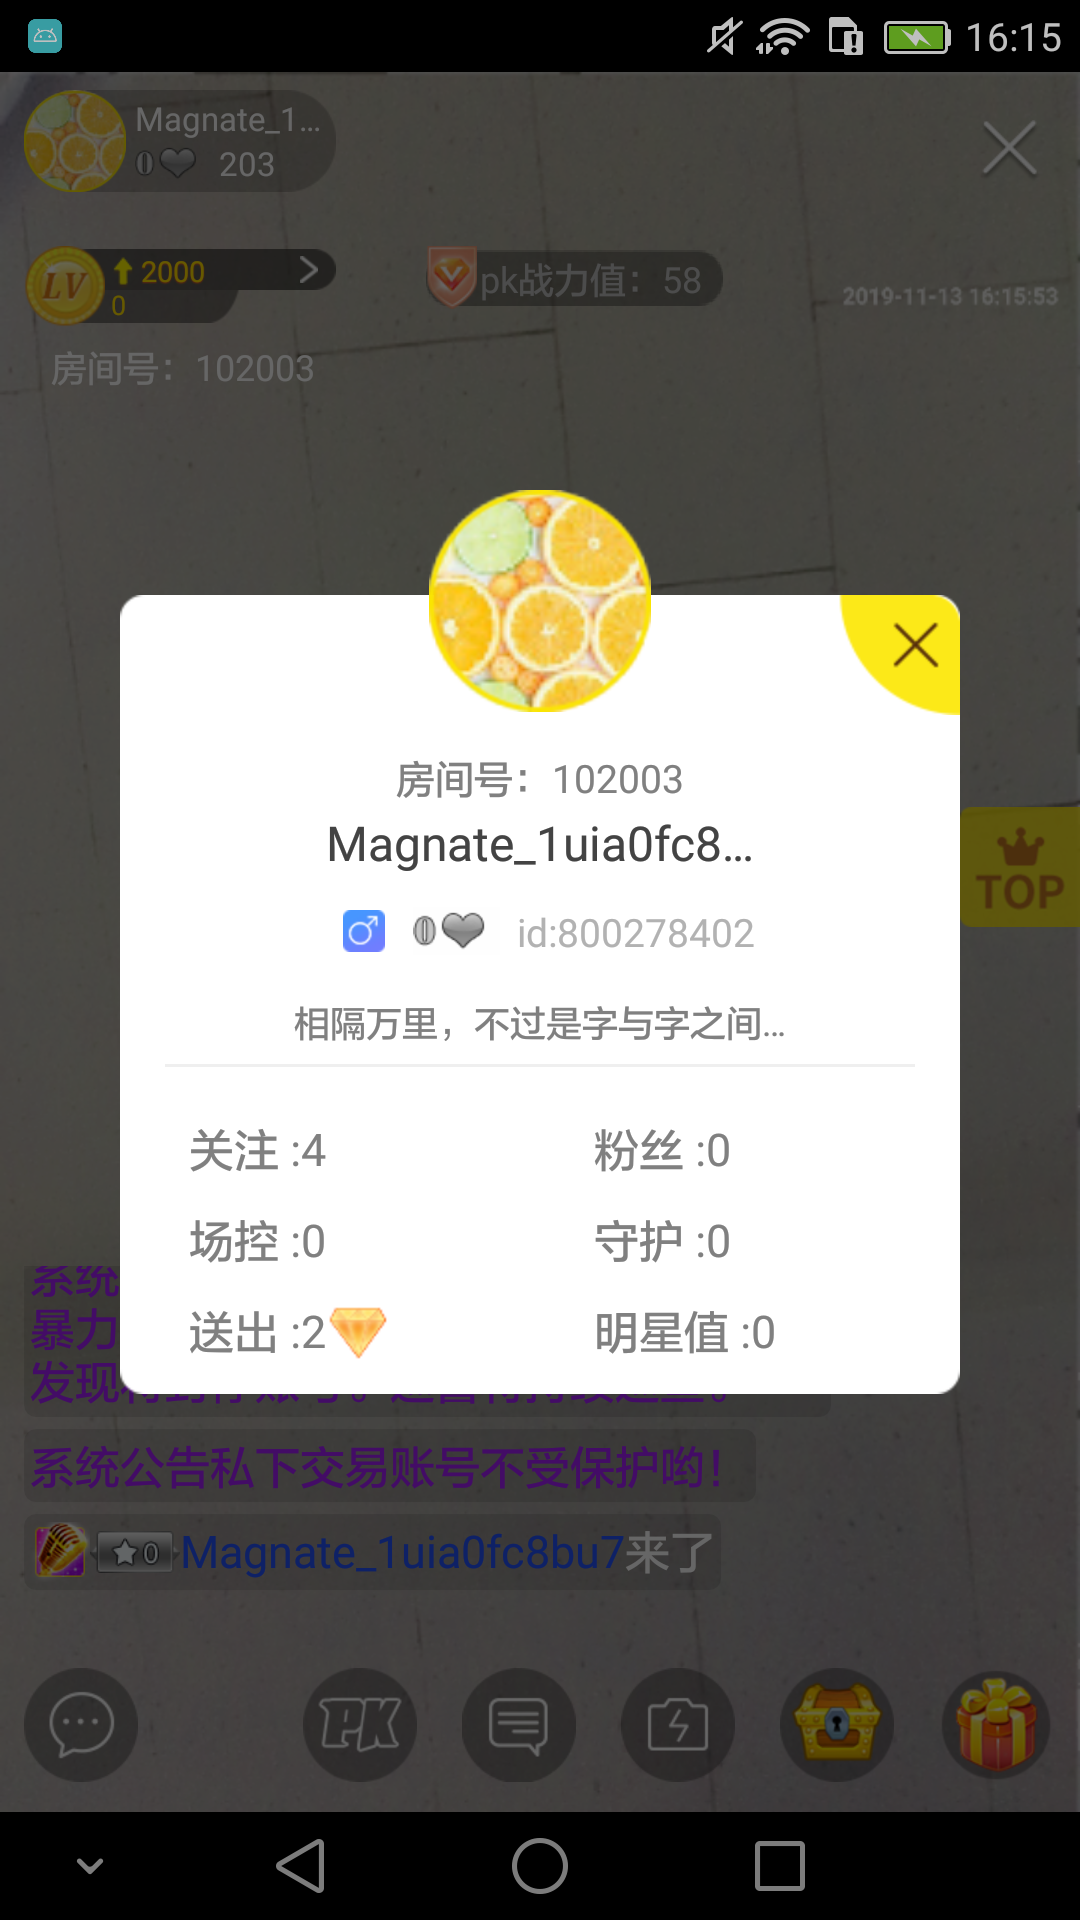 16:15
Magnate_1...
0 203
LV 2000
0
pk战力值：58
2019-11-13 16:15:53
房间号：102003
房间号：102003
Magnate_1uia0fc8...
0 id:800278402
TOP
相隔万里，不过是字与字之间...
关注 :4 粉丝 :0
场控 :0 守护 :0
送出 :2 明星值 :0
系统
暴力
系统公告私下交易账号不受保护哟！
0 Magnate_1uia0fc8bu7来了
PK